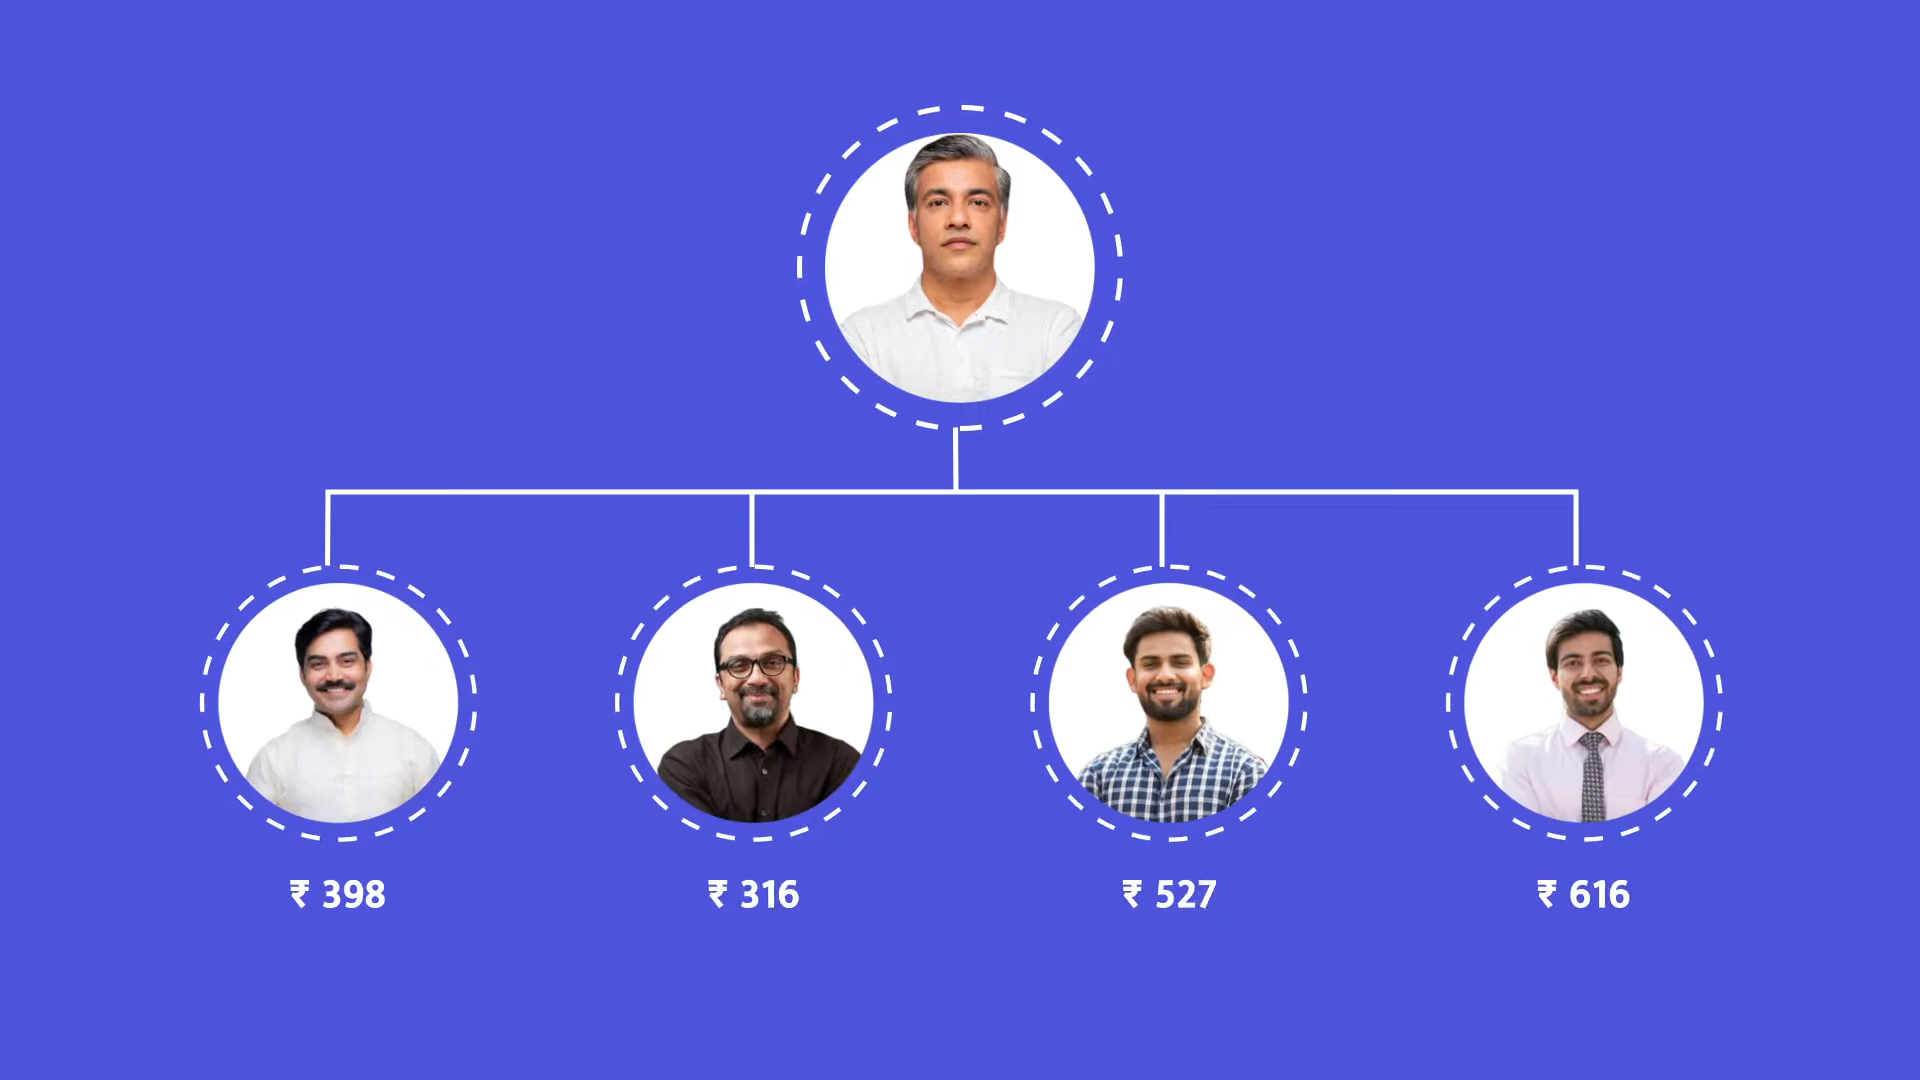 ₹ 398
₹ 316
₹ 527
₹ 616